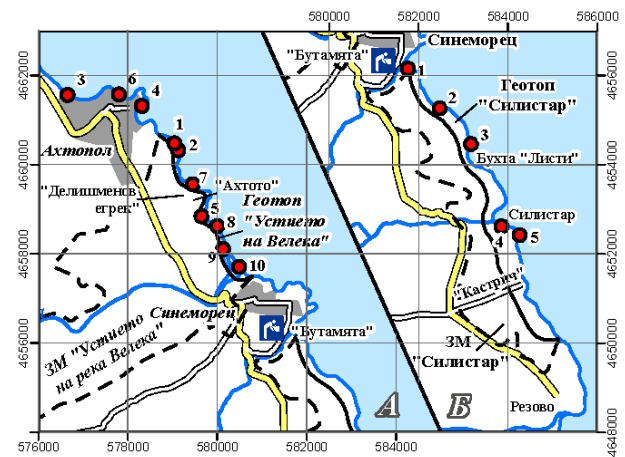 580000 582000 584000 586000
4662000
4660000
4658000
4656000
3
6
4
1
2
7
5
8
9
10
Ахтопол
"Делишменов
егрек"
"Ахтото"
Геотоп
"Устието
на Велека"
Синеморец
"Бутамята"
ЗМ "Устието
на река Велека"
А
"Бутамята"
Синеморец
1
2
3
4
5
Геотоп
"Силистар"
Бухта "Листи"
Силистар
"Кастрич"
ЗМ
"Силистар"
Резово
Б
4656000
4654000
4652000
4650000
4648000
576000 578000 580000 582000 584000